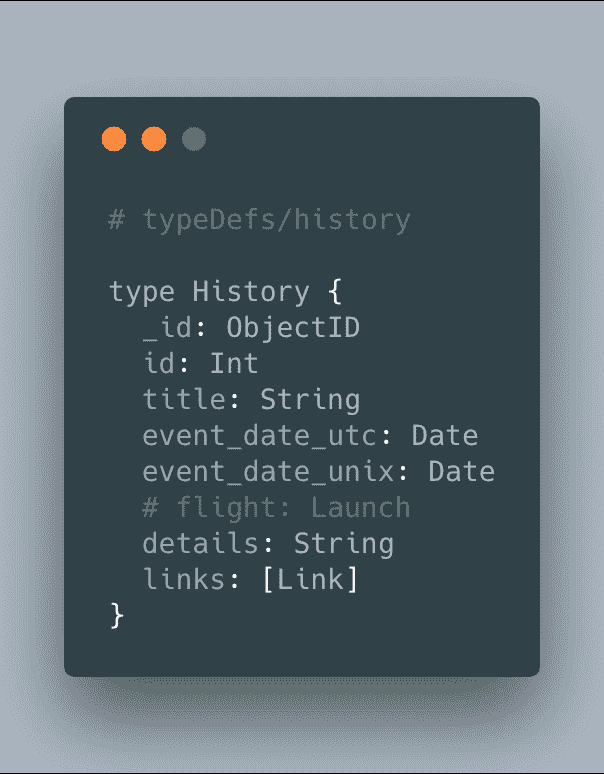 # typeDefs/history
type History {
_id: ObjectID
id: Int
title: String
event_date_utc: Date
event_date_unix: Date
# flight: Launch
details: String
links: [Link]
}